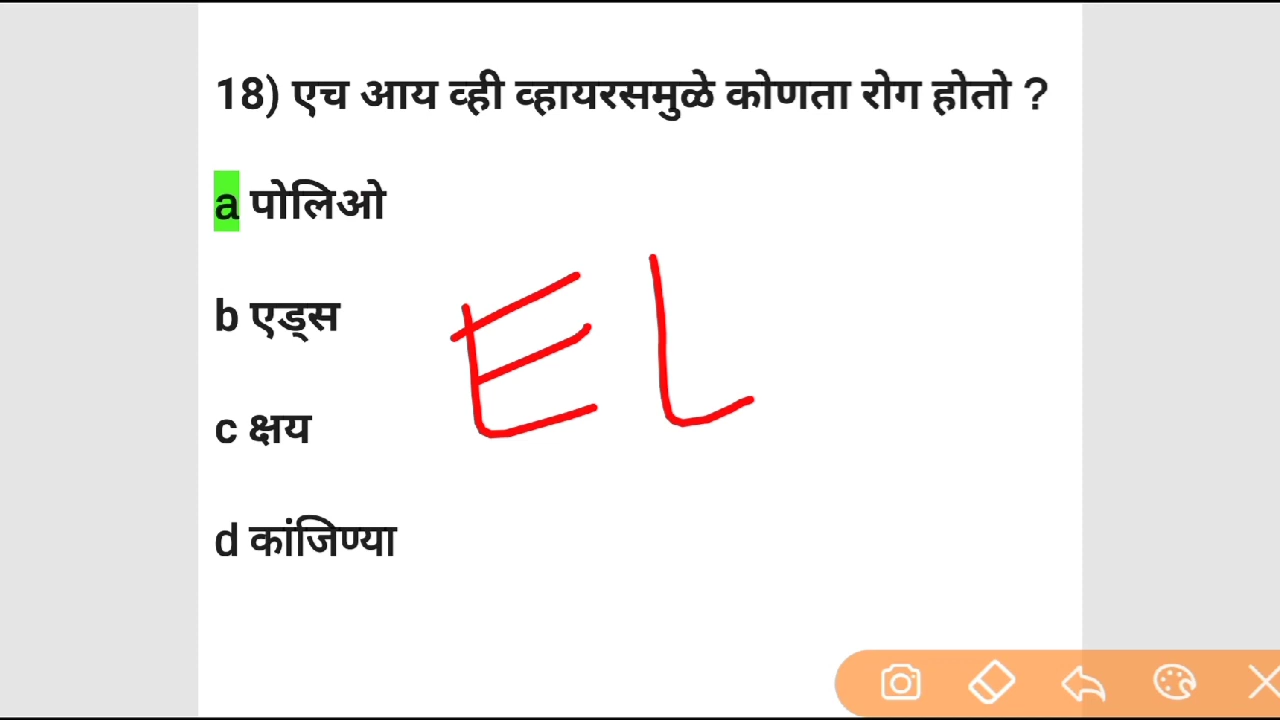 18) एच आय व्ही व्हायरसमुळे कोणता रोग होतो ?
a पोलिओ
b एड्स
EL
c क्षय
d कांजिण्या